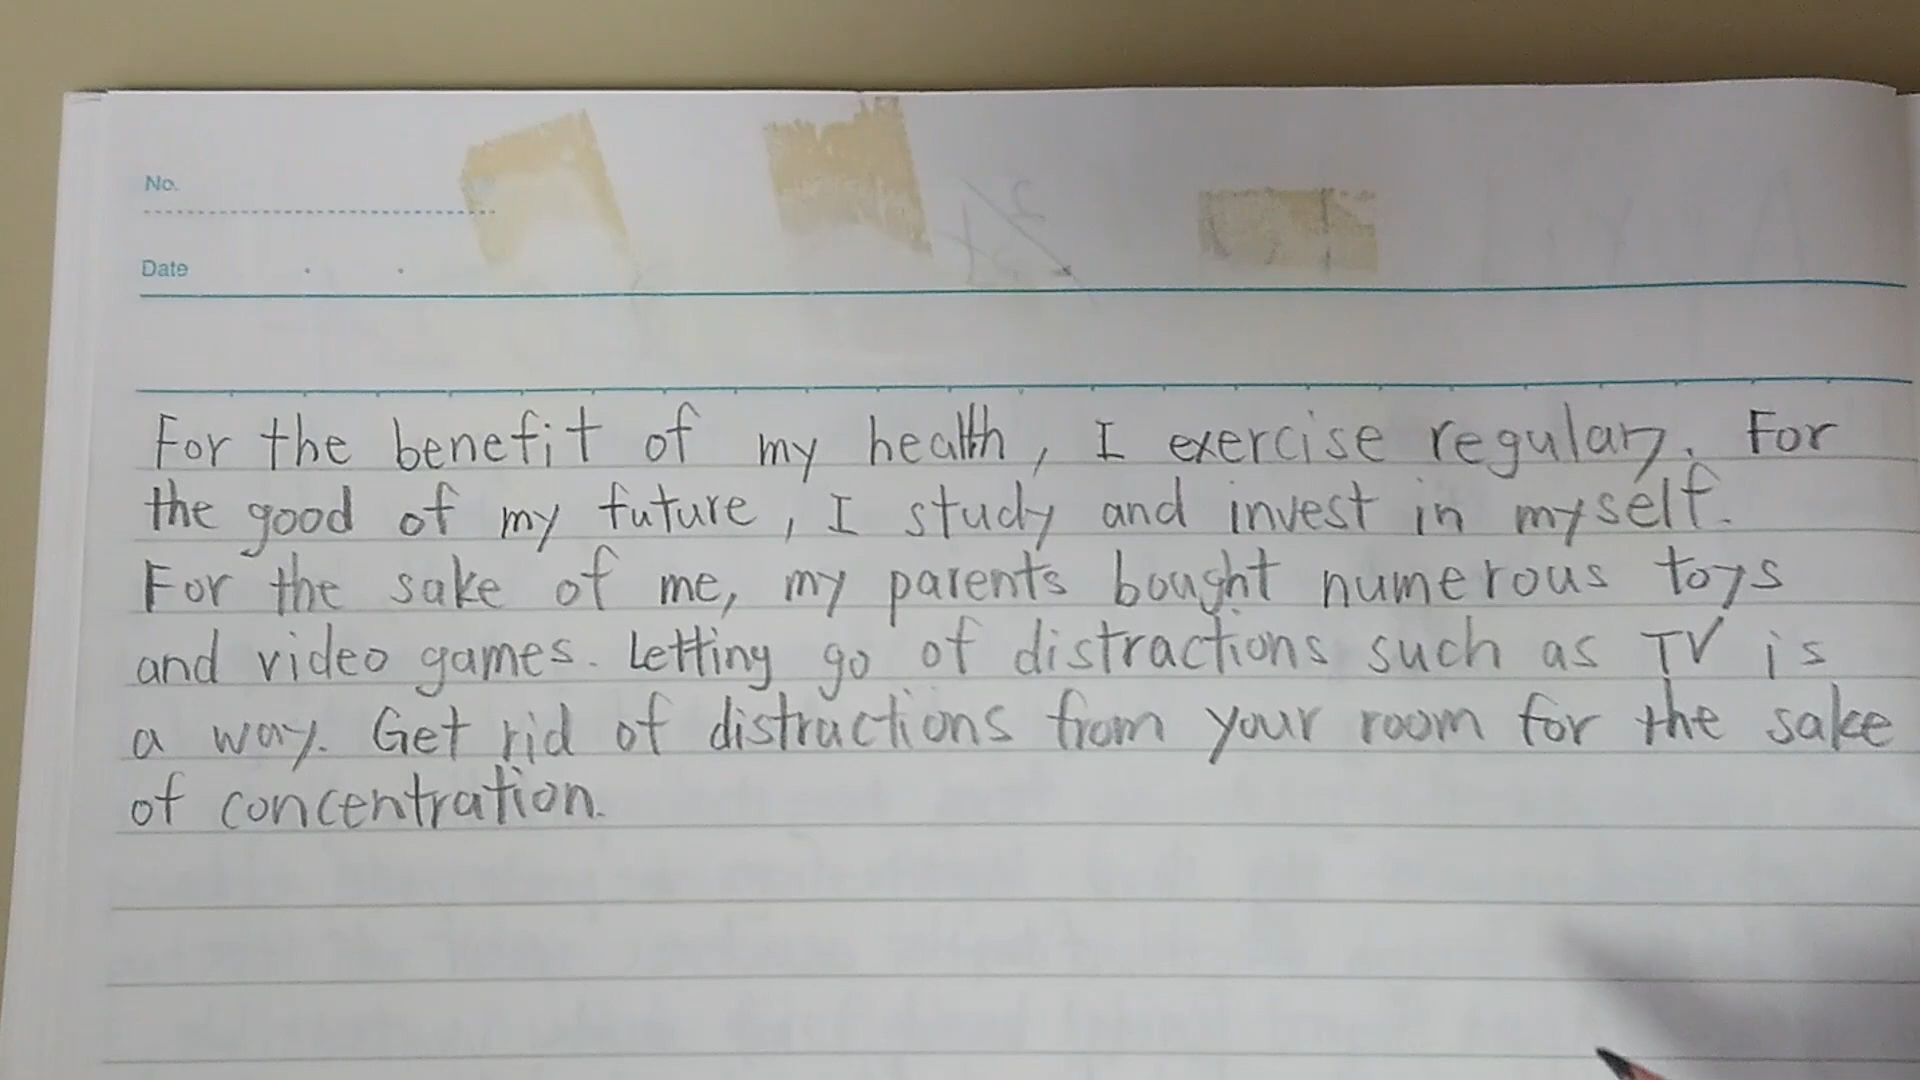 No.
Date
For the benefit of my health, I exercise regulary. For
the good of my future, I study and invest in myself.
For the sake of me, my parents bought numerous toys
and video games. Letting go of distractions such as TV is
a way. Get rid of distractions from your room for the sake
of concentration.